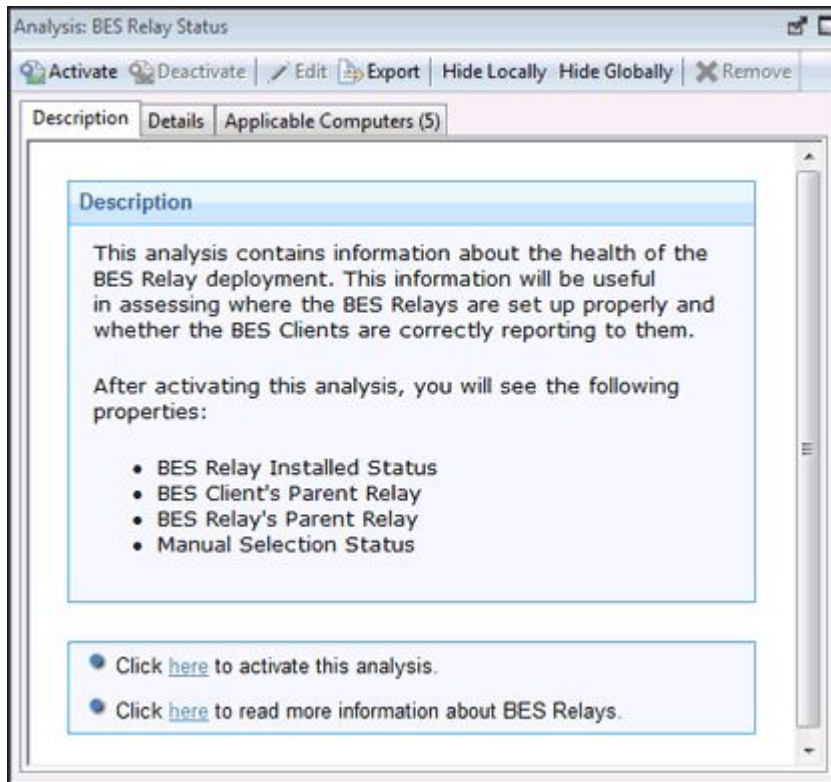 Analysis: BES Relay Status
Activate Deactivate Edit Export Hide Locally Hide Globally Remove
Description Details Applicable Computers (5)
Description
This analysis contains information about the health of the
BES Relay deployment. This information will be useful
in assessing where the BES Relays are set up properly and
whether the BES Clients are correctly reporting to them.
After activating this analysis, you will see the following
properties:
• BES Relay Installed Status
• BES Client's Parent Relay
• BES Relay's Parent Relay
• Manual Selection Status
Click here to activate this analysis.
Click here to read more information about BES Relays.